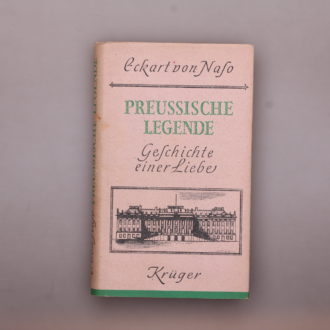 Eckart von Naso
PREUSSISCHE
LEGENDE
Geschichte
einer Liebe
Krüger